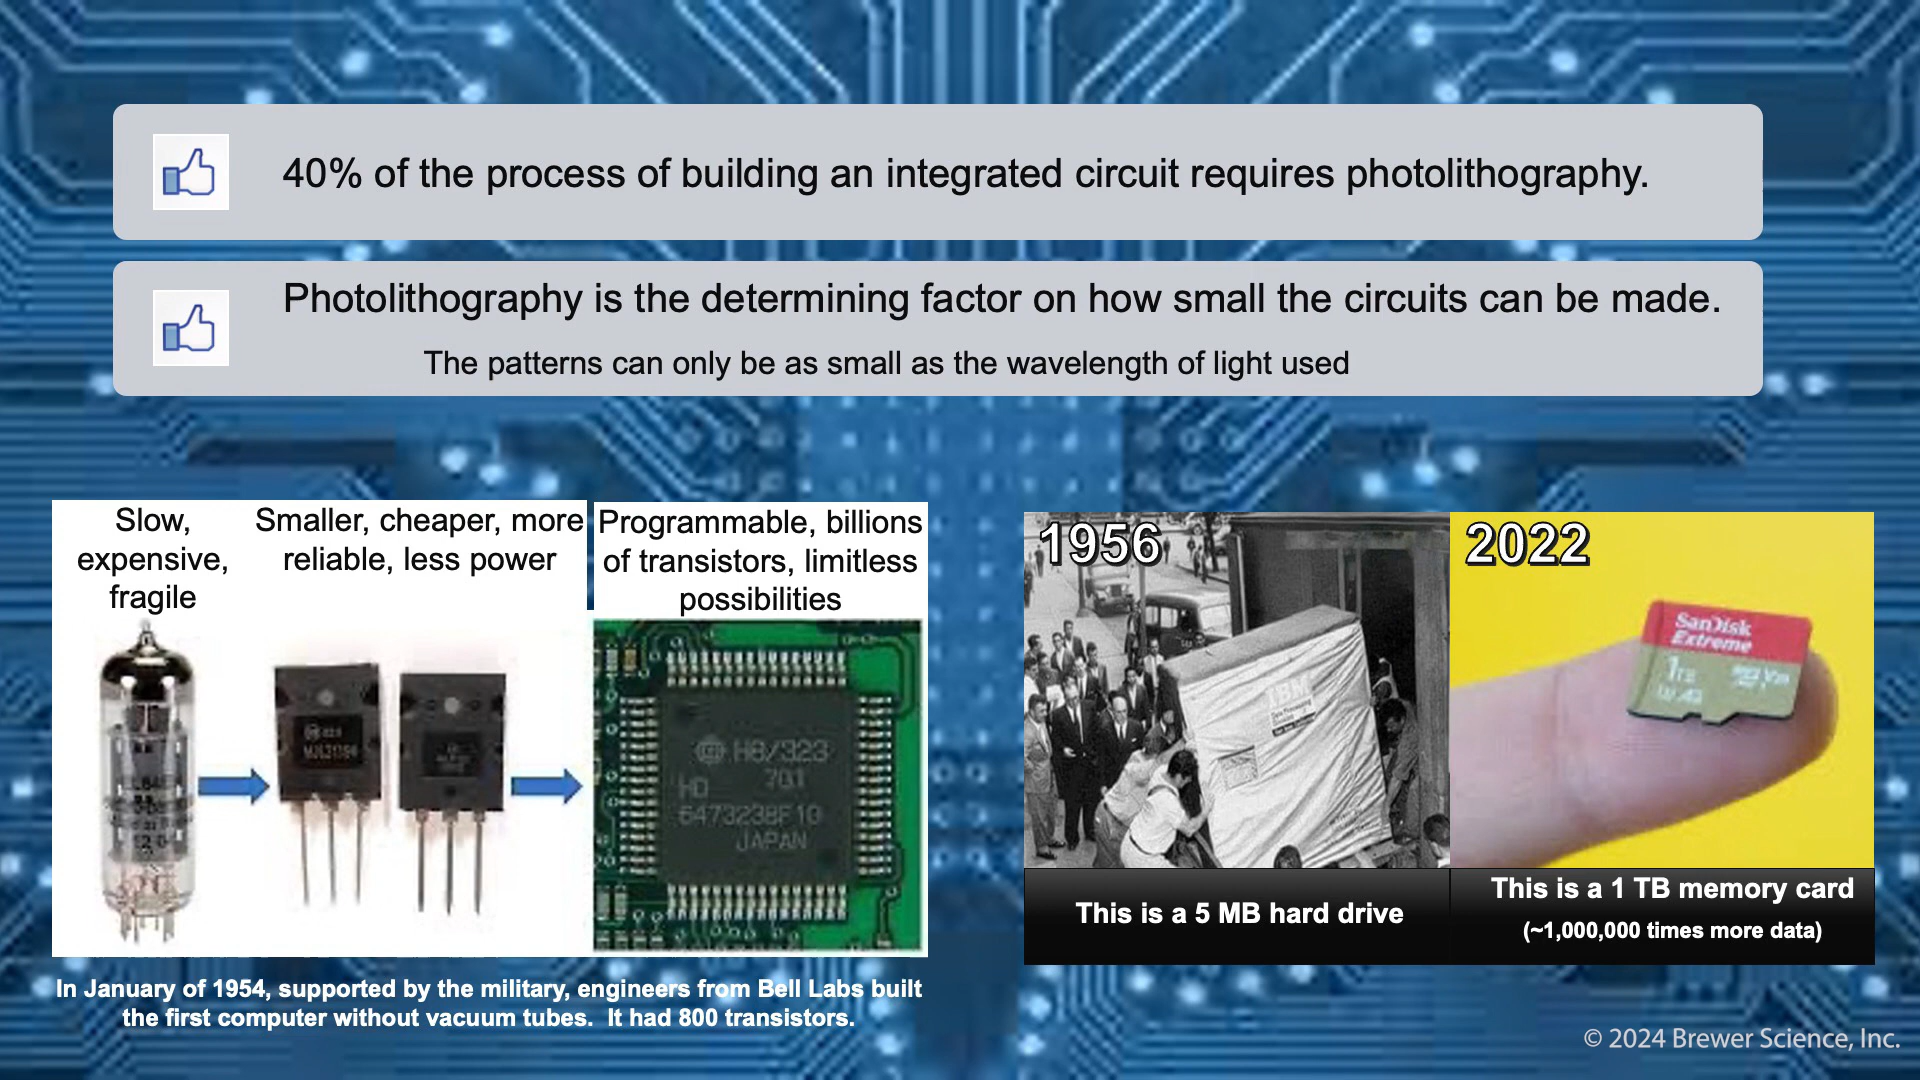 40% of the process of building an integrated circuit requires photolithography.
Photolithography is the determining factor on how small the circuits can be made.
The patterns can only be as small as the wavelength of light used
Slow,
expensive,
fragile
Smaller, cheaper, more
reliable, less power
Programmable, billions
of transistors, limitless
possibilities
H8/323
701
HD
6473238F10
JAPAN
In January of 1954, supported by the military, engineers from Bell Labs built
the first computer without vacuum tubes.  It had 800 transistors.
1956
IBM
This is a 5 MB hard drive
2022
SanDisk
Extreme
1TB
This is a 1 TB memory card
(~1,000,000 times more data)
© 2024 Brewer Science, Inc.